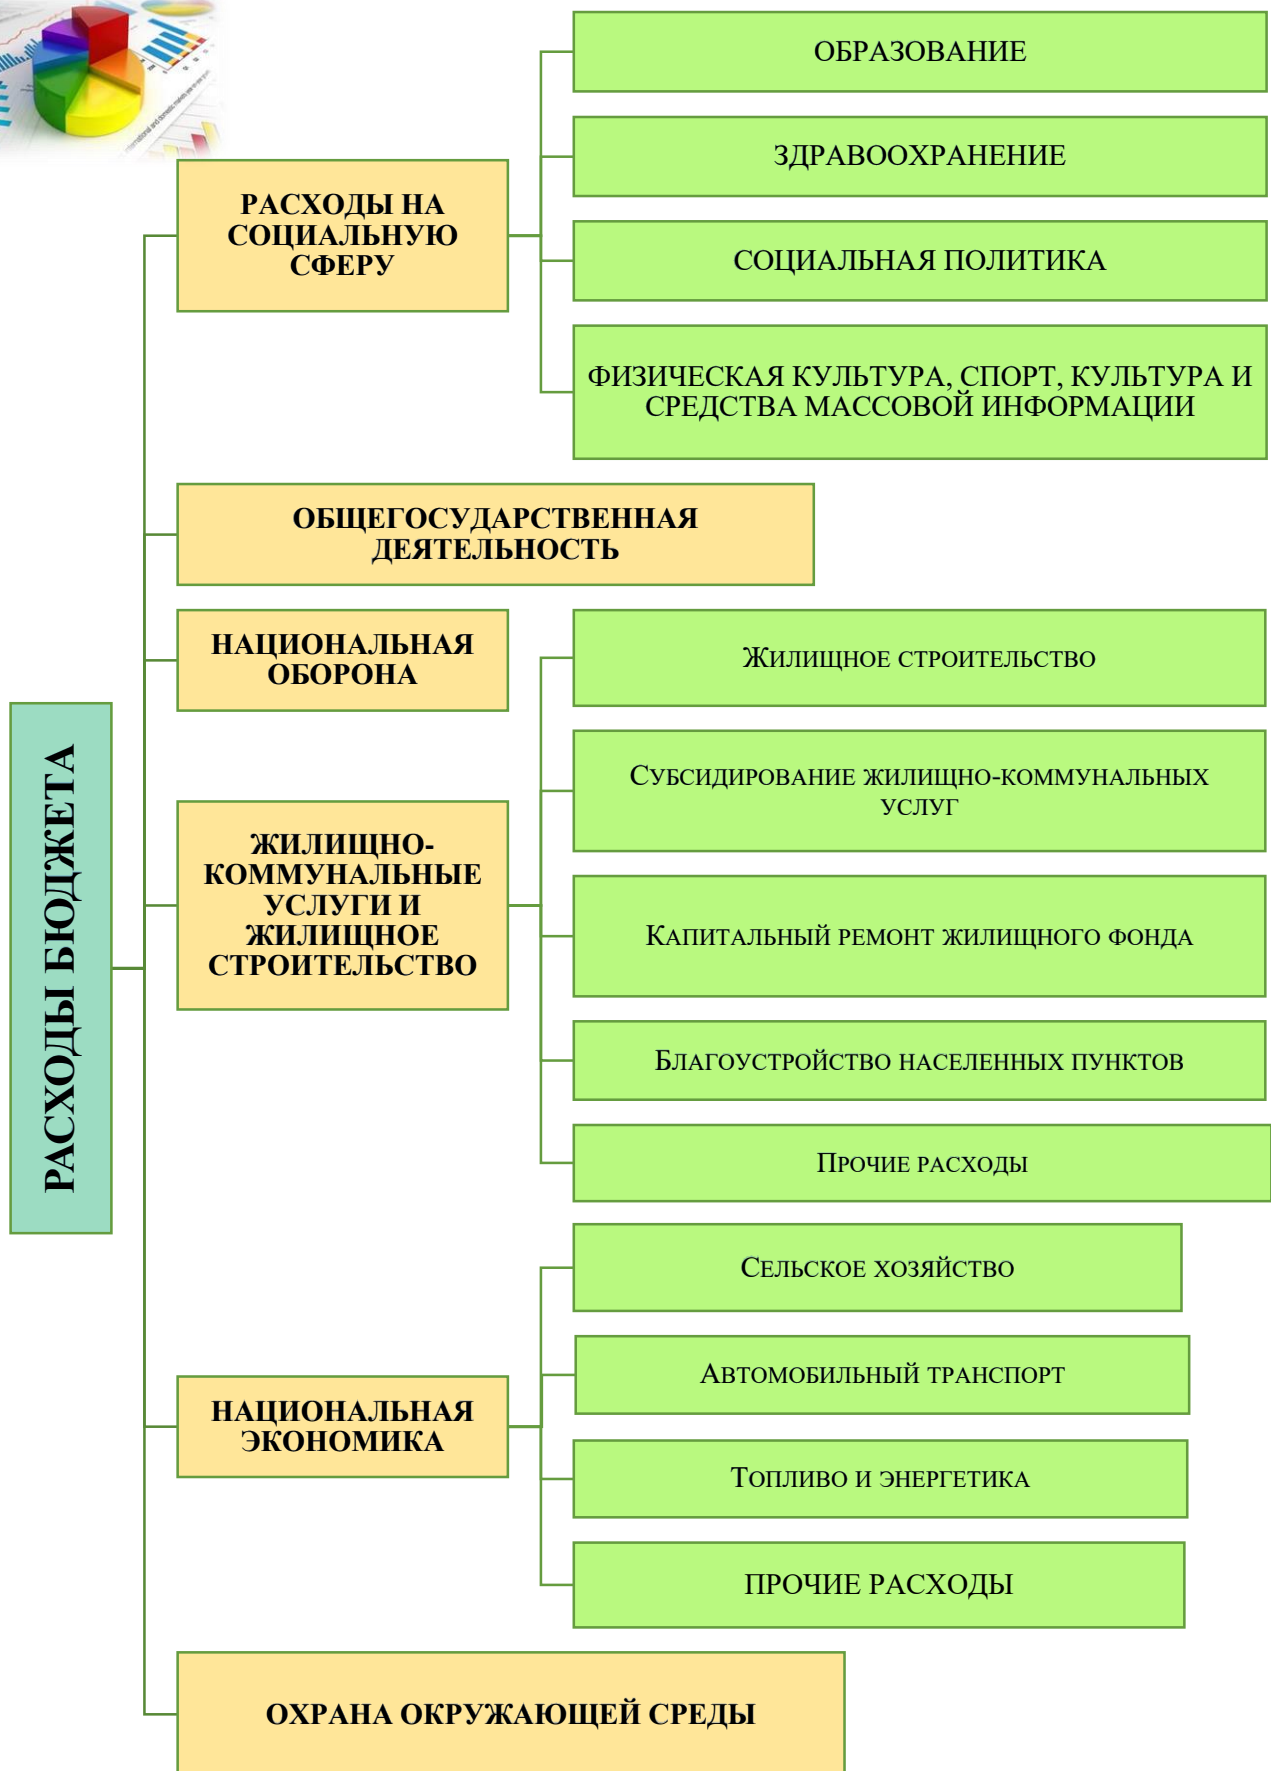 ОБРАЗОВАНИЕ
ЗДРАВООХРАНЕНИЕ
РАСХОДЫ НА
СОЦИАЛЬНУЮ
СФЕРУ
СОЦИАЛЬНАЯ ПОЛИТИКА
ФИЗИЧЕСКАЯ КУЛЬТУРА, СПОРТ, КУЛЬТУРА И
СРЕДСТВА МАССОВОЙ ИНФОРМАЦИИ
ОБЩЕГОСУДАРСТВЕННАЯ
ДЕЯТЕЛЬНОСТЬ
НАЦИОНАЛЬНАЯ
ОБОРОНА
РАСХОДЫ БЮДЖЕТА
ЖИЛИЩНО-
КОММУНАЛЬНЫЕ
УСЛУГИ И
ЖИЛИЩНОЕ
СТРОИТЕЛЬСТВО
Жилищное строительство
Субсидирование жилищно-коммунальных
услуг
Капитальный ремонт жилищного фонда
Благоустройство населенных пунктов
Прочие расходы
НАЦИОНАЛЬНАЯ
ЭКОНОМИКА
Сельское хозяйство
Автомобильный транспорт
Топливо и энергетика
ПРОЧИЕ РАСХОДЫ
ОХРАНА ОКРУЖАЮЩЕЙ СРЕДЫ